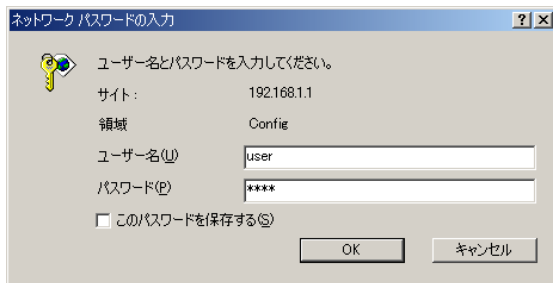 ネットワーク パスワードの入力
ユーザー名とパスワードを入力してください。
サイト: 192.168.1.1
領域 Config
ユーザー名(U) user
パスワード(P) ****
このパスワードを保存する(S)
OK キャンセル